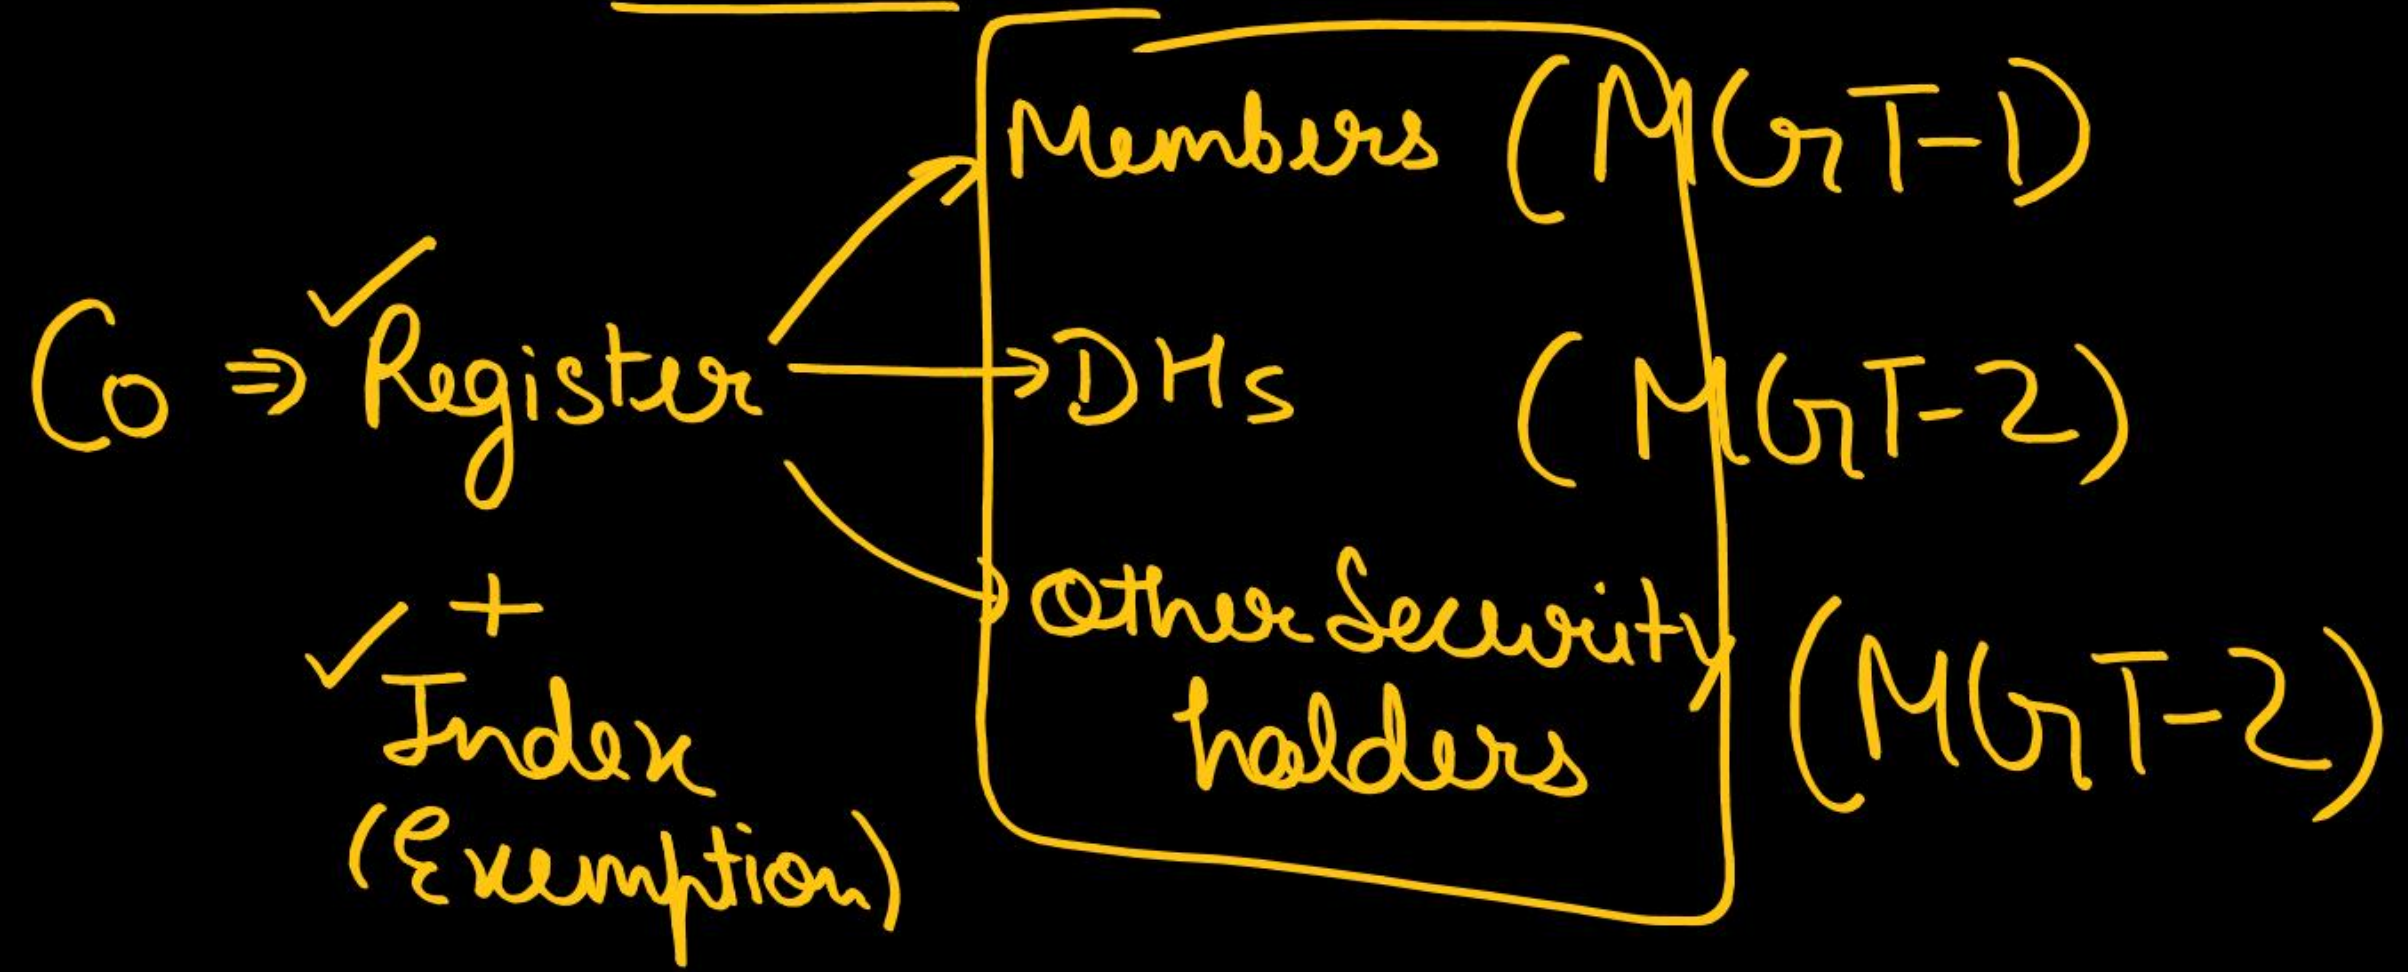 Members (MGT-1)
Co ⇒ Register → DHs (MGT-2)
+
Other Security holders (MGT-2)
Index
(Exemption)